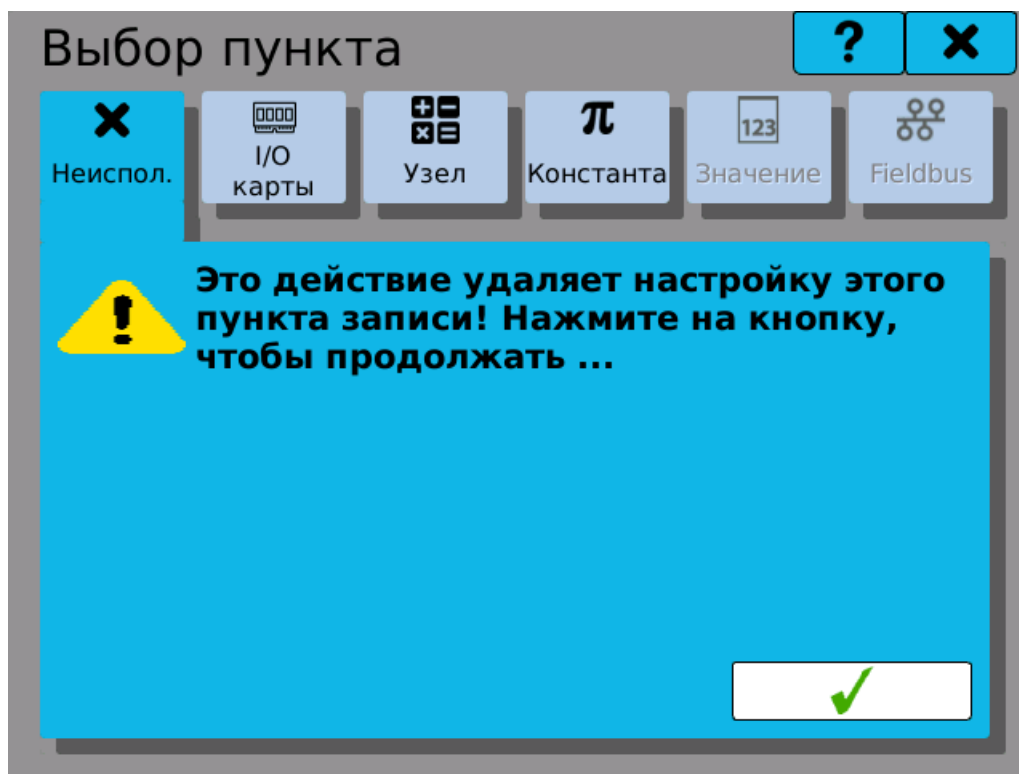 Выбор пункта
?
Неиспол.
I/O
карты
Узел
π
Константа
123
Значение
Fieldbus
Это действие удаляет настройку этого
пункта записи! Нажмите на кнопку,
чтобы продолжать ...